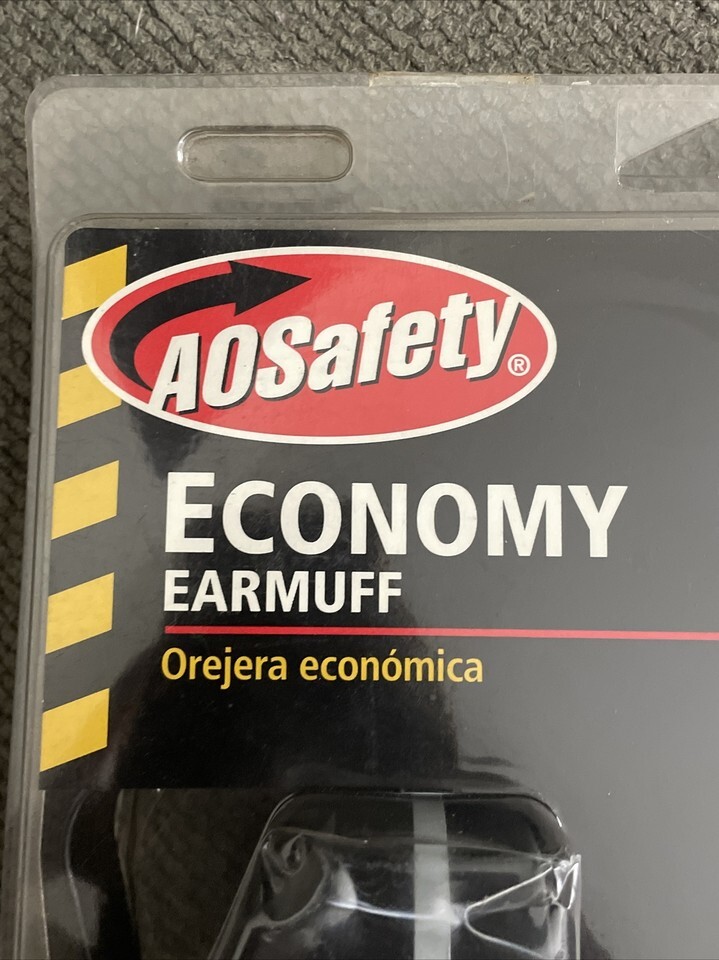 AOSafety®
ECONOMY
EARMUFF
Orejera económica